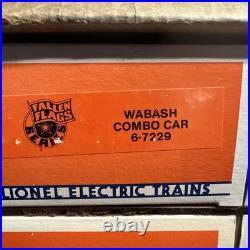 FALLEN
FLAGS
SERIES
WABASH
COMBO CAR
6-7229
LIONEL ELECTRIC TRAINS